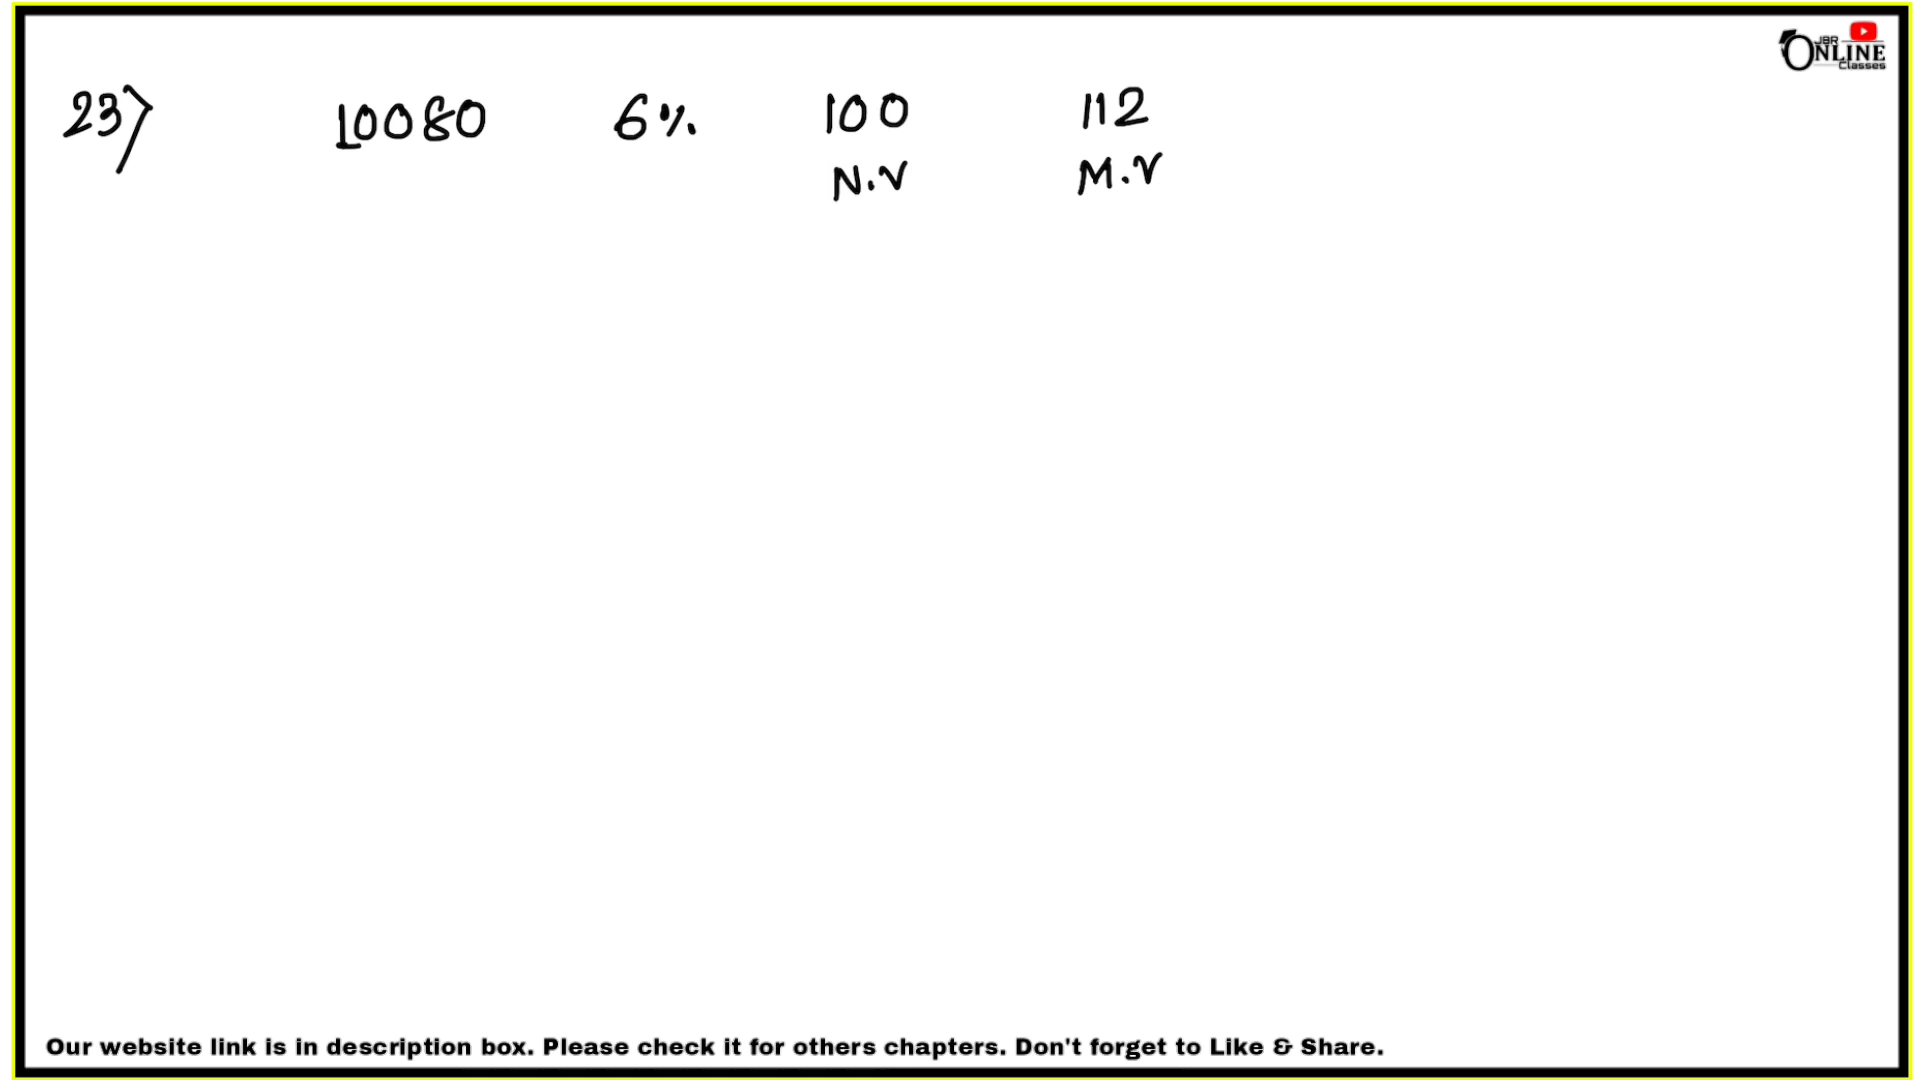 JBR
ONLINE
Classes
23) 10080 6% 100 112
N.V M.V
Our website link is in description box. Please check it for others chapters. Don't forget to Like & Share.